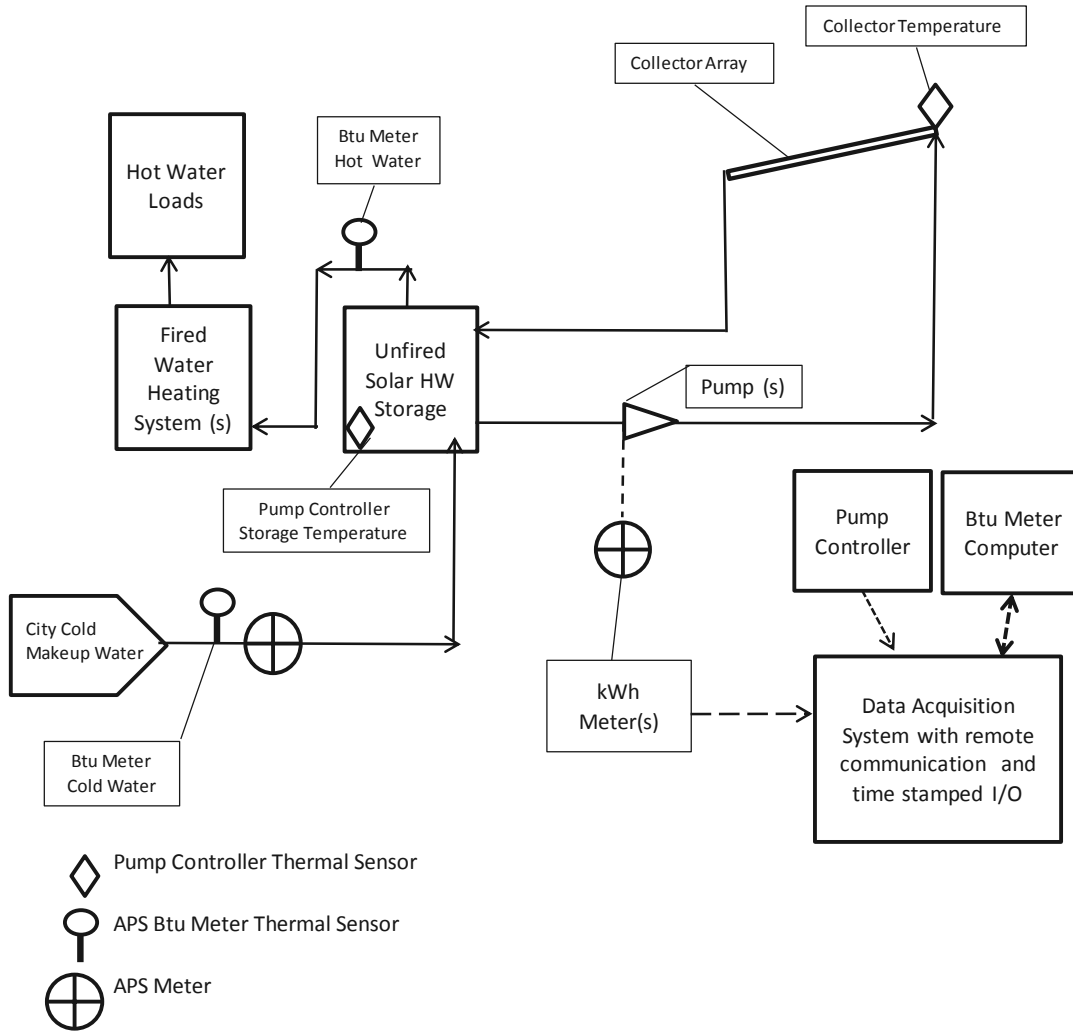 Collector Temperature
Collector Array
Btu Meter
Hot Water
Hot Water
Loads
Fired
Water
Heating
System (s)
Unfired
Solar HW
Storage
Pump (s)
Pump Controller
Storage Temperature
Pump
Controller
Btu Meter
Computer
City Cold
Makeup Water
kWh
Meter(s)
Data Acquisition
System with remote
communication and
time stamped I/O
Btu Meter
Cold Water
Pump Controller Thermal Sensor
APS Btu Meter Thermal Sensor
APS Meter